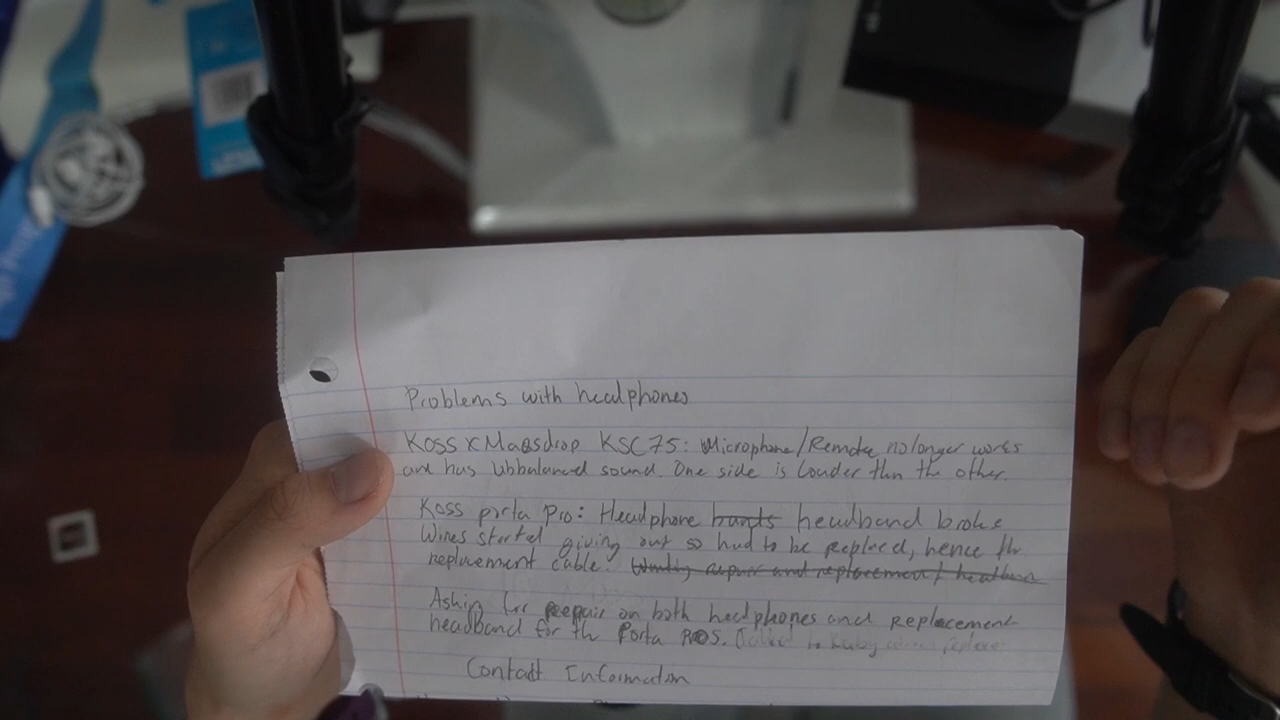 Problems with headphones
Koss x Massdrop KSC75: Microphone/Remote no longer works
and has Unbalanced sound. One side is Louder then the other.
Koss porta Pro: Headphone headband broke
Wires started giving out so had to be replaced, hence the
replacement cable.
Asking for repair on both headphones and replacement
headband for the Porta PROS.
Contact Information